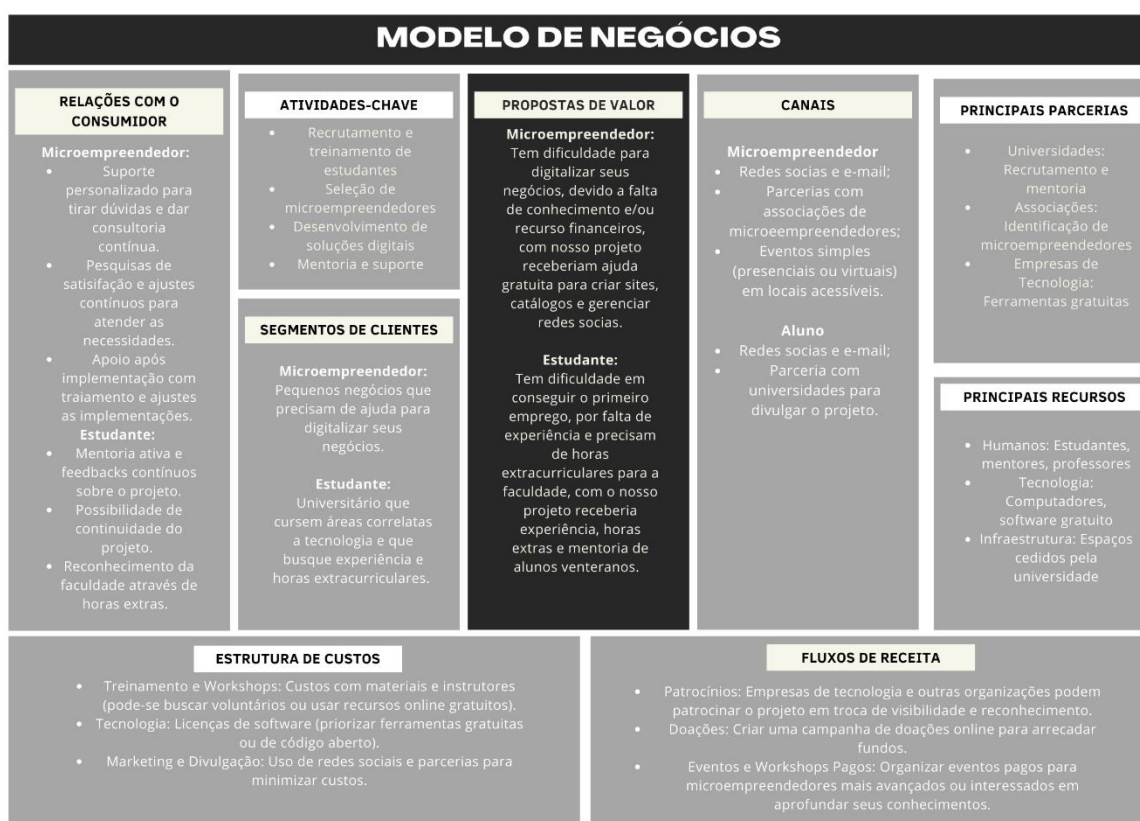 MODELO DE NEGÓCIOS
RELAÇÕES COM O
CONSUMIDOR
Microempreendedor:
• Suporte
personalizado para
tirar dúvidas e dar
consultoria
contínua.
• Pesquisas de
satisifação e ajustes
contínuos para
atender as
necessidades.
• Apoio após
implementação com
traiamento e ajustes
as implementações.
Estudante:
• Mentoria ativa e
feedbacks contínuos
sobre o projeto.
• Possibilidade de
continuidade do
projeto.
• Reconhecimento da
faculdade através de
horas extras.
ATIVIDADES-CHAVE
• Recrutamento e
treinamento de
estudantes
• Seleção de
microempreendedores
• Desenvolvimento de
soluções digitais
• Mentoria e suporte
SEGMENTOS DE CLIENTES
Microempreendedor:
Pequenos negócios que
precisam de ajuda para
digitalizar seus
negócios.
Estudante:
Universitário que
cursem áreas correlatas
a tecnologia e que
busque experiência e
horas extracurriculares.
PROPOSTAS DE VALOR
Microempreendedor:
Tem dificuldade para
digitalizar seus
negócios, devido a falta
de conhecimento e/ou
recurso financeiros,
com nosso projeto
receberiam ajuda
gratuita para criar sites,
catálogos e gerenciar
redes socias.
Estudante:
Tem dificuldade em
conseguir o primeiro
emprego, por falta de
experiência e precisam
de horas
extracurriculares para a
faculdade, com o nosso
projeto receberia
experiência, horas
extras e mentoria de
alunos venteranos.
CANAIS
Microempreendedor
• Redes socias e e-mail;
• Parcerias com
associações de
microeempreendedores;
• Eventos simples
(presenciais ou virtuais)
em locais acessíveis.
Aluno
• Redes socias e e-mail;
• Parceria com
universidades para
divulgar o projeto.
PRINCIPAIS PARCERIAS
• Universidades:
Recrutamento e
mentoria
• Associações:
Identificação de
microempreendedores
• Empresas de
Tecnologia:
Ferramentas gratuitas
PRINCIPAIS RECURSOS
• Humanos: Estudantes,
mentores, professores
• Tecnologia:
Computadores,
software gratuito
• Infraestrutura: Espaços
cedidos pela
universidade
ESTRUTURA DE CUSTOS
• Treinamento e Workshops: Custos com materiais e instrutores
(pode-se buscar voluntários ou usar recursos online gratuitos).
• Tecnologia: Licenças de software (priorizar ferramentas gratuitas
ou de código aberto).
• Marketing e Divulgação: Uso de redes sociais e parcerias para
minimizar custos.
FLUXOS DE RECEITA
• Patrocínios: Empresas de tecnologia e outras organizações podem
patrocinar o projeto em troca de visibilidade e reconhecimento.
• Doações: Criar uma campanha de doações online para arrecadar
fundos.
• Eventos e Workshops Pagos: Organizar eventos pagos para
microempreendedores mais avançados ou interessados em
aprofundar seus conhecimentos.